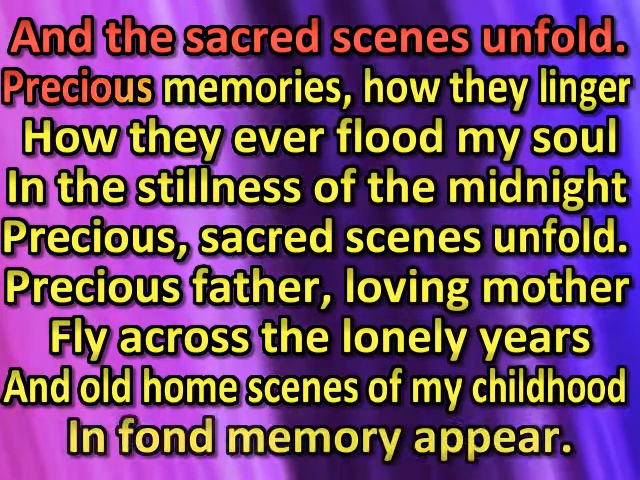 And the sacred scenes unfold.
Precious memories, how they linger
How they ever flood my soul
In the stillness of the midnight
Precious, sacred scenes unfold.
Precious father, loving mother
Fly across the lonely years
And old home scenes of my childhood
In fond memory appear.